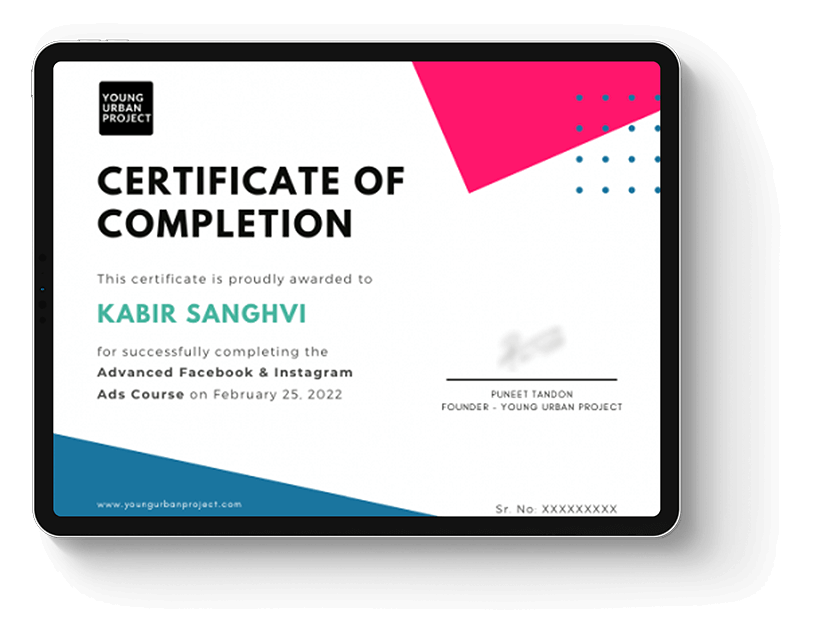 YOUNG
URBAN
PROJECT
CERTIFICATE OF
COMPLETION
This certificate is proudly awarded to
KABIR SANGHVI
for successfully completing the
Advanced Facebook & Instagram
Ads Course on February 25, 2022
PUNEET TANDON
FOUNDER - YOUNG URBAN PROJECT
www.youngurbanproject.com
Sr. No: XXXXXXXXX